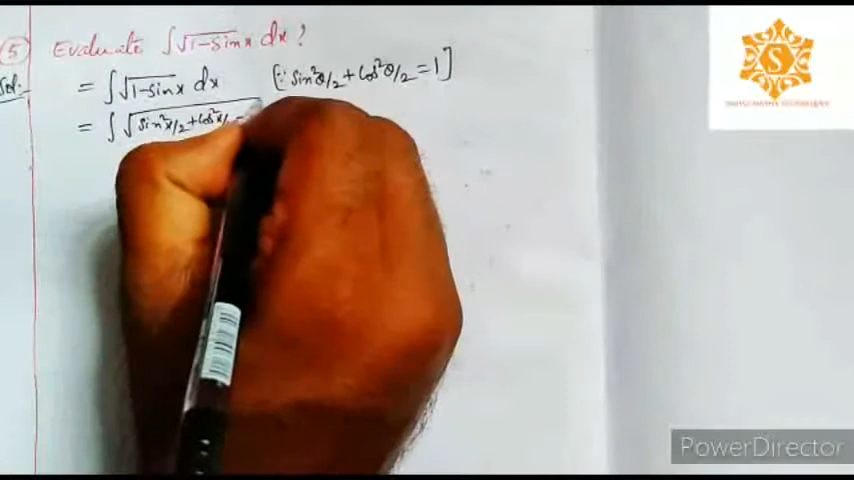 5 Evaluate ∫√1-sinx dx ?
Sol:- = ∫√1-sinx dx [∵ sin²θ/2 + cos²θ/2 = 1]
= ∫√sin²x/2 + cos²x/2 -
S
PowerDirector